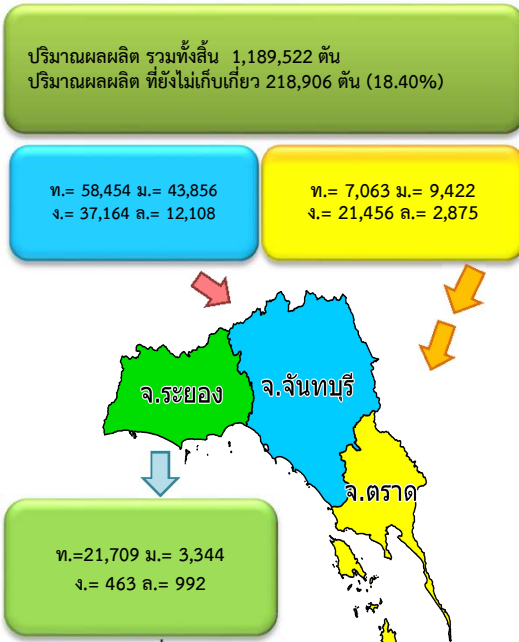 ปริมาณผลผลิต รวมทั้งสิ้น 1,189,522 ตัน
ปริมาณผลผลิต ที่ยังไม่เก็บเกี่ยว 218,906 ตัน (18.40%)
ท.= 58,454 ม.= 43,856
ง.= 37,164 ล.= 12,108
ท.= 7,063 ม.= 9,422
ง.= 21,456 ล.= 2,875
จ.ระยอง
จ.จันทบุรี
จ.ตราด
ท.=21,709 ม.= 3,344
ง.= 463 ล.= 992